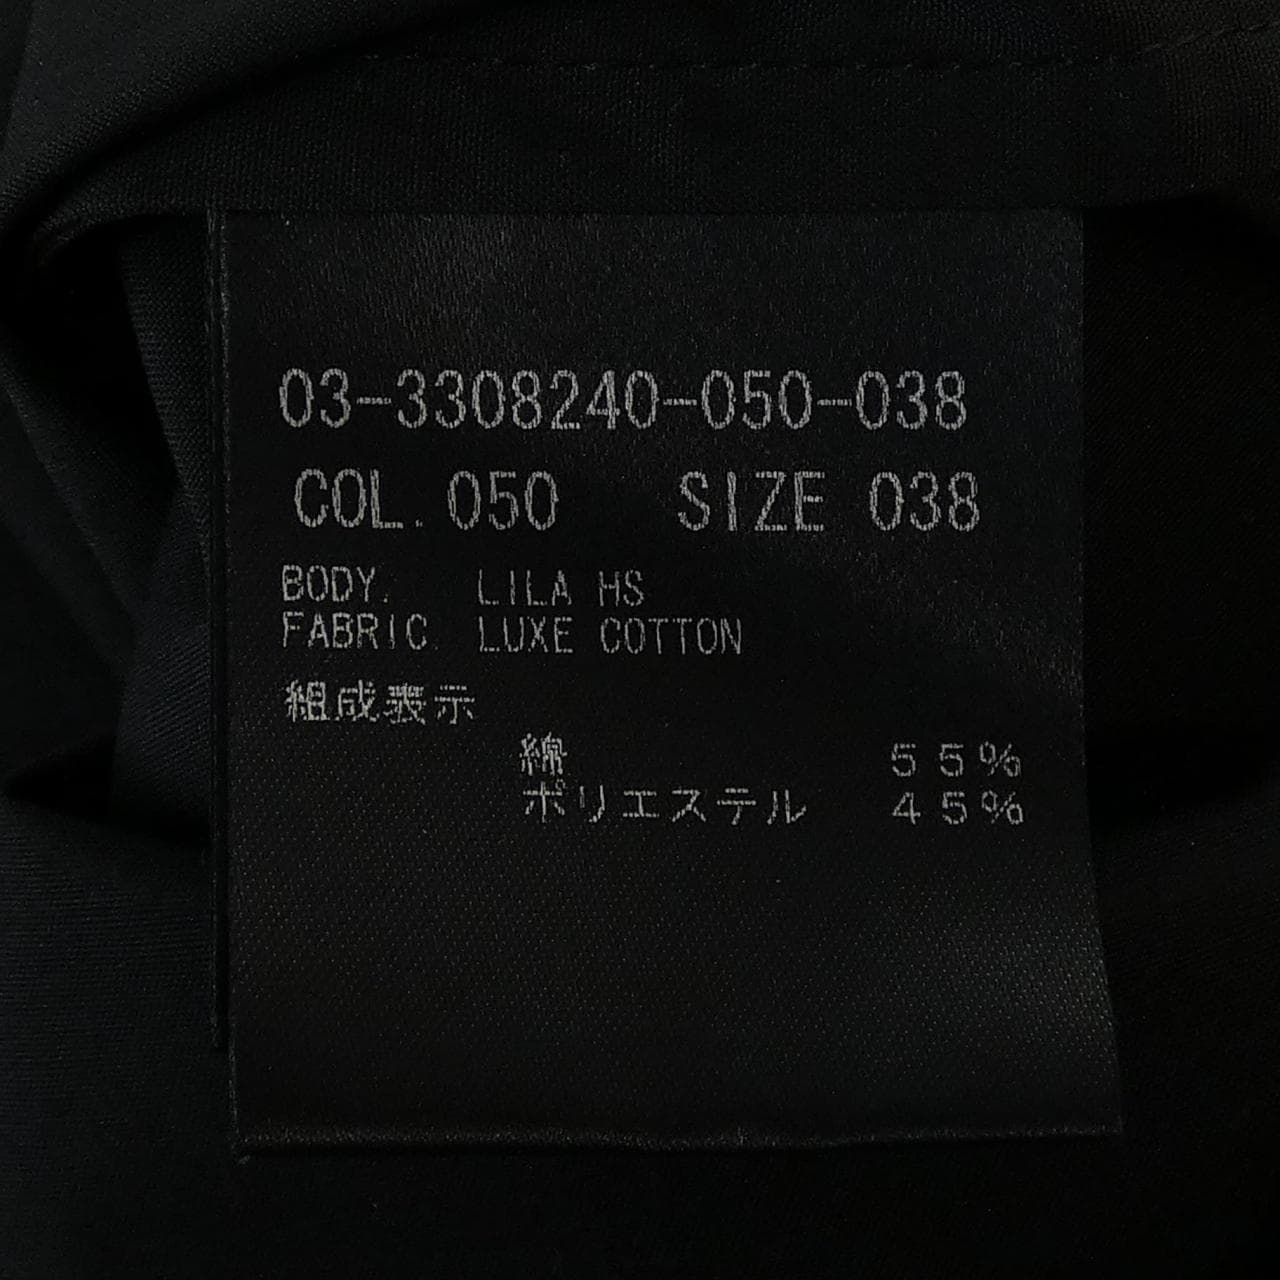 03-3308240-050-038
COL. 050 SIZE 038
BODY. LILA HS
FABRIC. LUXE COTTON
組成表示
綿 55%
ポリエステル 45%